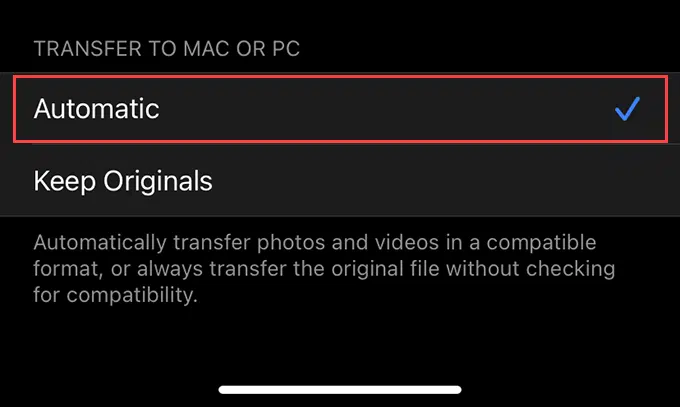 TRANSFER TO MAC OR PC
Automatic
Keep Originals
Automatically transfer photos and videos in a compatible
format, or always transfer the original file without checking
for compatibility.